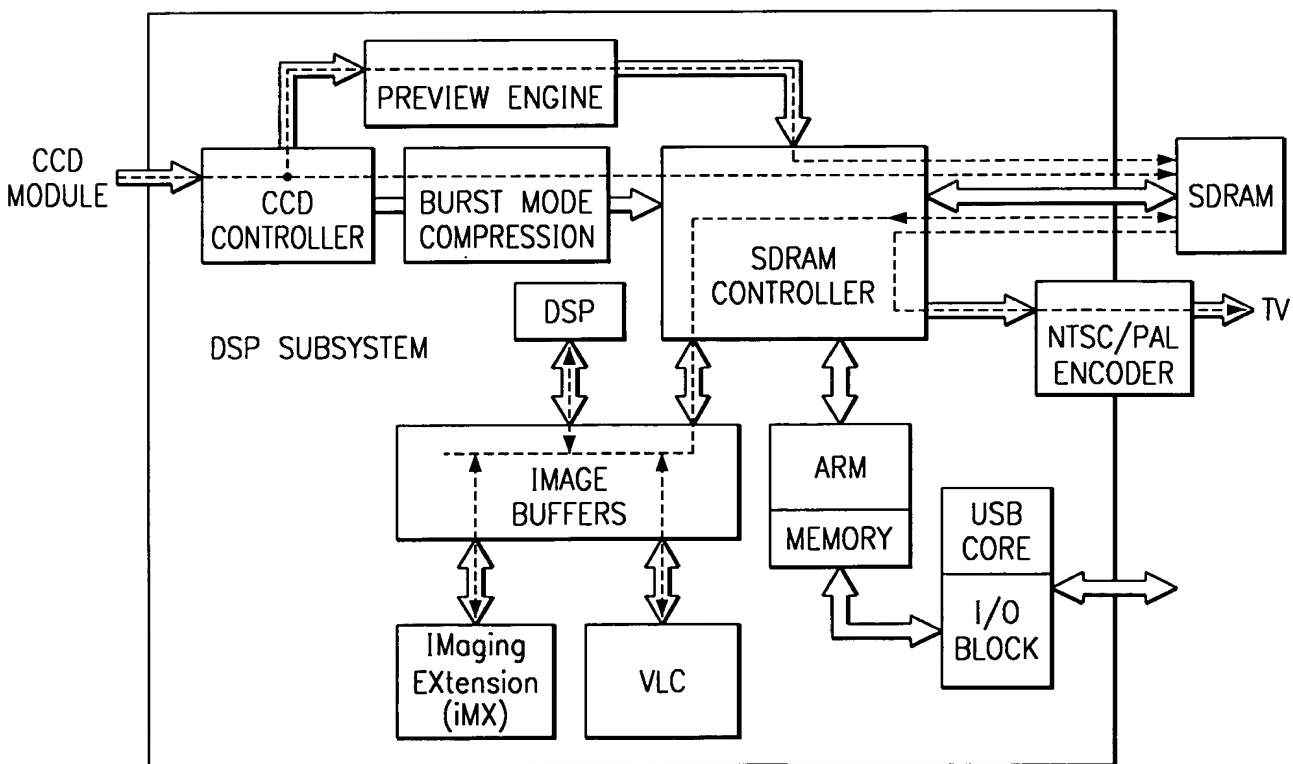 PREVIEW ENGINE
CCD
MODULE
CCD
CONTROLLER
BURST MODE
COMPRESSION
SDRAM
CONTROLLER
SDRAM
DSP
DSP SUBSYSTEM
NTSC/PAL
ENCODER
TV
IMAGE
BUFFERS
ARM
MEMORY
USB
CORE
I/O
BLOCK
IMaging
EXtension
(iMX)
VLC